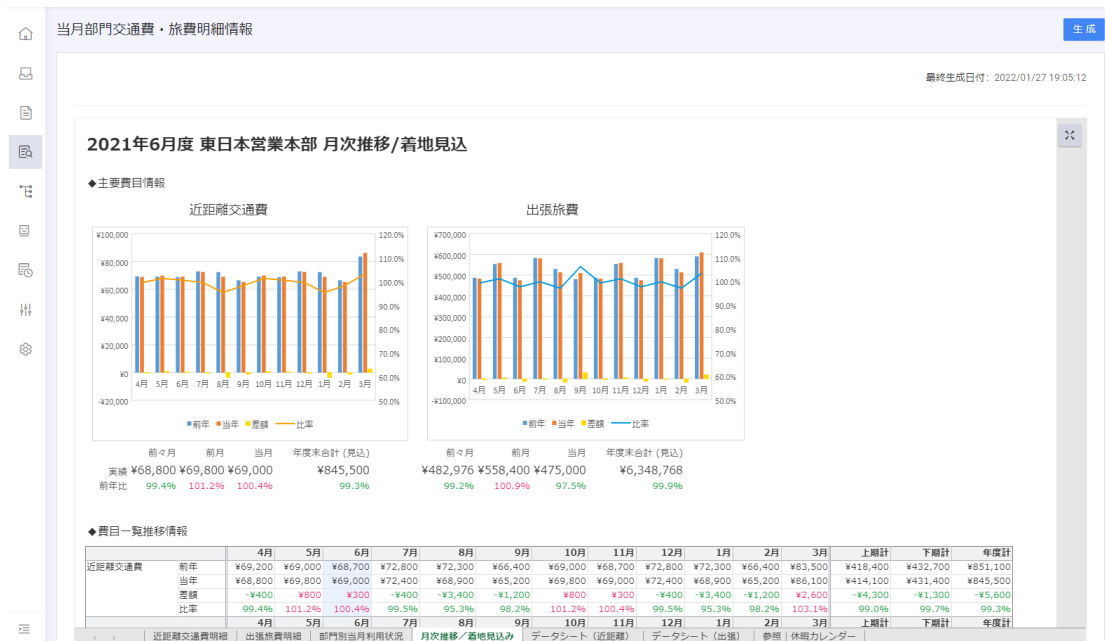 当月部門交通費・旅費明細情報
生成
最終生成日付: 2022/01/27 19:05:12
2021年6月度 東日本営業本部 月次推移/着地見込
◆主要費目情報
近距離交通費
¥100,000
¥80,000
¥60,000
¥40,000
¥20,000
¥0
-¥20,000
120.0%
110.0%
100.0%
90.0%
80.0%
70.0%
60.0%
50.0%
4月 5月 6月 7月 8月 9月 10月 11月 12月 1月 2月 3月
前年 当年 差額 比率
出張旅費
¥700,000
¥600,000
¥500,000
¥400,000
¥300,000
¥200,000
¥100,000
¥0
-¥100,000
120.0%
110.0%
100.0%
90.0%
80.0%
70.0%
60.0%
50.0%
4月 5月 6月 7月 8月 9月 10月 11月 12月 1月 2月 3月
前年 当年 差額 比率
前々月 前月 当月 年度末合計 (見込) 前々月 前月 当月 年度末合計 (見込)
実績 ¥68,800 ¥69,800 ¥69,000 ¥845,500 ¥482,976 ¥558,400 ¥475,000 ¥6,348,768
前年比 99.4% 101.2% 100.4% 99.3% 99.2% 100.9% 97.5% 99.9%
◆費目一覧推移情報
4月 5月 6月 7月 8月 9月 10月 11月 12月 1月 2月 3月 上期計 下期計 年度計
近距離交通費 前年 ¥69,200 ¥69,000 ¥68,700 ¥72,800 ¥72,300 ¥66,400 ¥69,000 ¥68,700 ¥72,800 ¥72,300 ¥66,400 ¥83,500 ¥418,400 ¥432,700 ¥851,100
当年 ¥68,800 ¥69,800 ¥69,000 ¥72,400 ¥68,900 ¥65,200 ¥69,800 ¥69,000 ¥72,400 ¥68,900 ¥65,200 ¥86,100 ¥414,100 ¥431,400 ¥845,500
差額 -¥400 ¥800 ¥300 -¥400 -¥3,400 -¥1,200 ¥800 ¥300 -¥400 -¥3,400 -¥1,200 ¥2,600 -¥4,300 -¥1,300 -¥5,600
比率 99.4% 101.2% 100.4% 99.5% 95.3% 98.2% 101.2% 100.4% 99.5% 95.3% 98.2% 103.1% 99.0% 99.7% 99.3%
4月 5月 6月 7月 8月 9月 10月 11月 12月 1月 2月 3月 上期計 下期計 年度計
近距離交通費明細 出張旅費明細 部門別当月利用状況 月次推移／着地見込み データシート（近距離） データシート（出張） 参照｜休暇カレンダー